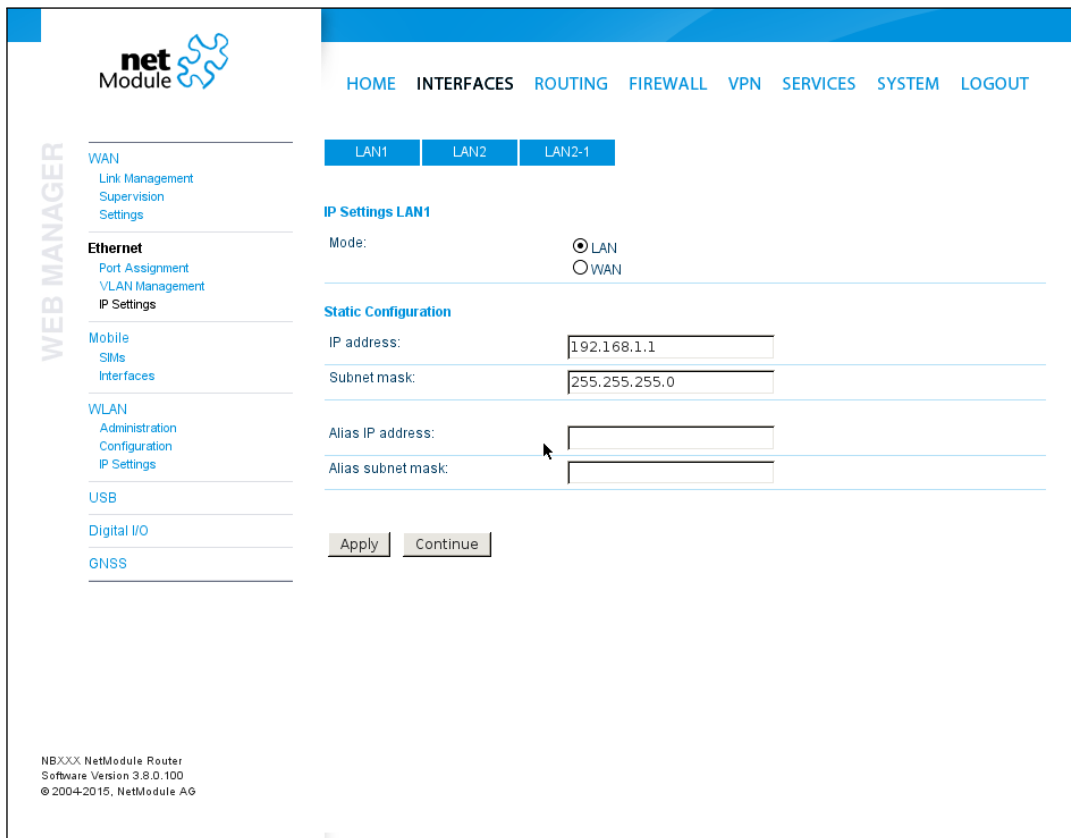 net
Module
HOME INTERFACES ROUTING FIREWALL VPN SERVICES SYSTEM LOGOUT
WEB MANAGER
WAN
Link Management
Supervision
Settings
Ethernet
Port Assignment
VLAN Management
IP Settings
Mobile
SIMs
Interfaces
WLAN
Administration
Configuration
IP Settings
USB
Digital I/O
GNSS
LAN1 LAN2 LAN2-1
IP Settings LAN1
Mode:
LAN
WAN
Static Configuration
IP address: 192.168.1.1
Subnet mask: 255.255.255.0
Alias IP address:
Alias subnet mask:
Apply Continue
NBXXX NetModule Router
Software Version 3.8.0.100
© 2004-2015, NetModule AG